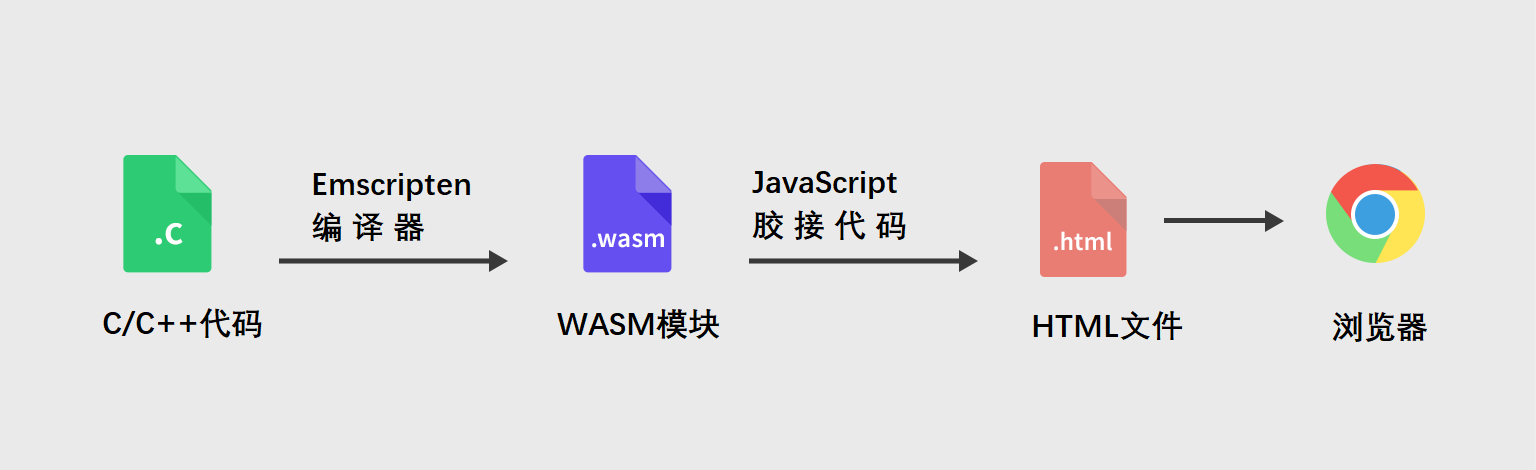 Emscripten
编译器
JavaScript
胶接代码
.c
.wasm
.html
C/C++代码
WASM模块
HTML文件
浏览器